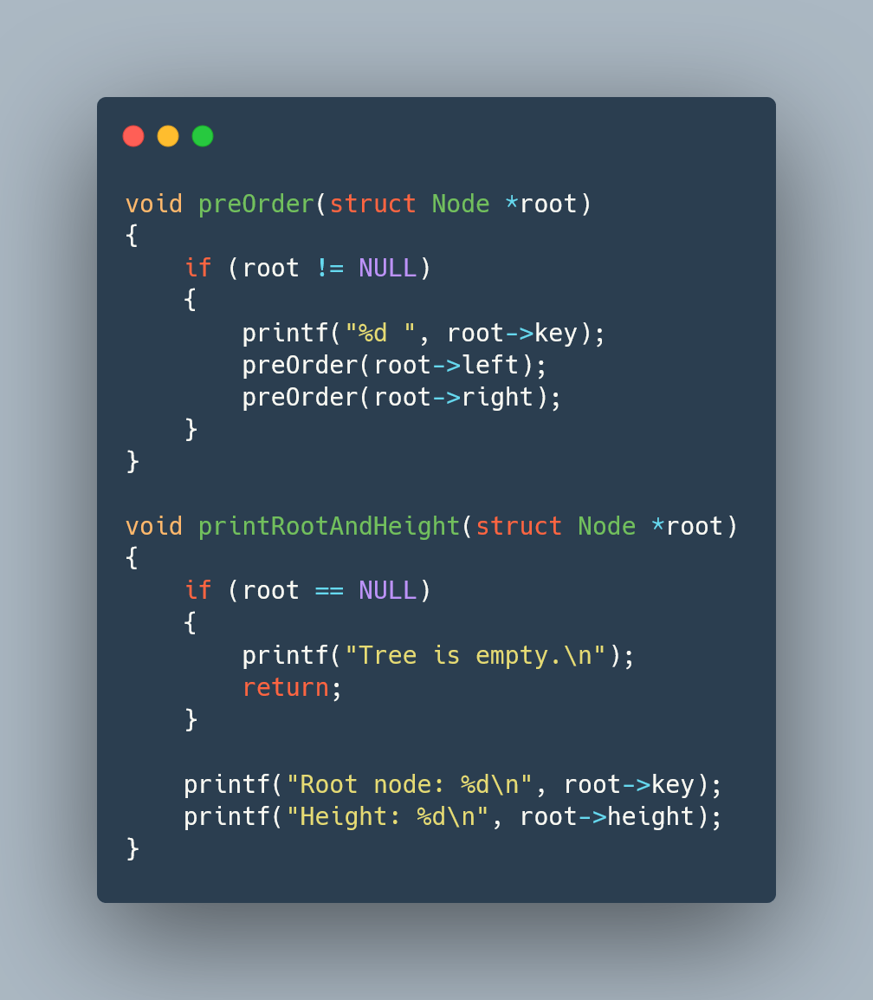 void preOrder(struct Node *root)
{
    if (root != NULL)
    {
        printf("%d ", root->key);
        preOrder(root->left);
        preOrder(root->right);
    }
}

void printRootAndHeight(struct Node *root)
{
    if (root == NULL)
    {
        printf("Tree is empty.\n");
        return;
    }

    printf("Root node: %d\n", root->key);
    printf("Height: %d\n", root->height);
}